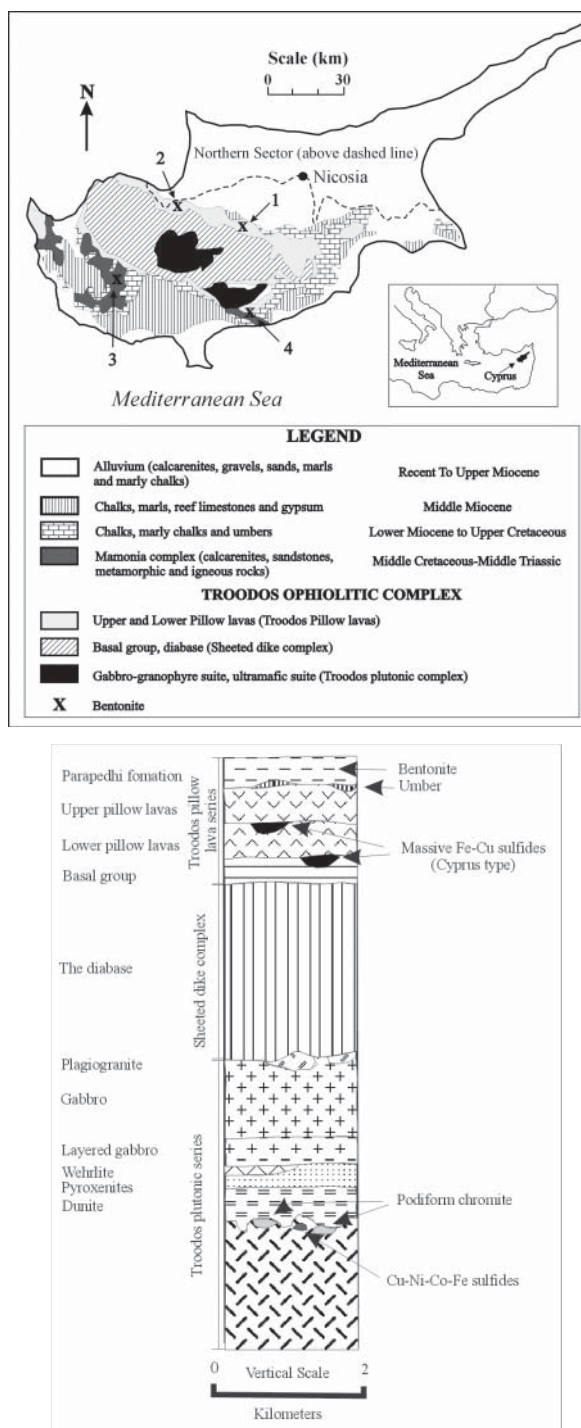 Scale (km)
0 30
N
Northern Sector (above dashed line)
Nicosia
2
1
3
4
Mediterranean Sea
Mediterranean
Sea
Cyprus
LEGEND
Alluvium (calcarenites, gravels, sands, marls
and marly chalks)
Recent To Upper Miocene
Chalks, marls, reef limestones and gypsum
Middle Miocene
Chalks, marly chalks and umbers
Lower Miocene to Upper Cretaceous
Mamonia complex (calcarenites, sandstones,
metamorphic and igneous rocks)
Middle Cretaceous-Middle Triassic
TROODOS OPHIOLITIC COMPLEX
Upper and Lower Pillow lavas (Troodos Pillow lavas)
Basal group, diabase (Sheeted dike complex)
Gabbro-granophyre suite, ultramafic suite (Troodos plutonic complex)
X Bentonite
Parapedhi fomation
Upper pillow lavas
Lower pillow lavas
Basal group
The diabase
Plagiogranite
Gabbro
Layered gabbro
Wehrlite
Pyroxenites
Dunite
Troodos pillow
lava series
Sheeted dike complex
Troodos plutonic series
Bentonite
Umber
Massive Fe-Cu sulfides
(Cyprus type)
Podiform chromite
Cu-Ni-Co-Fe sulfides
0 Vertical Scale 2
Kilometers